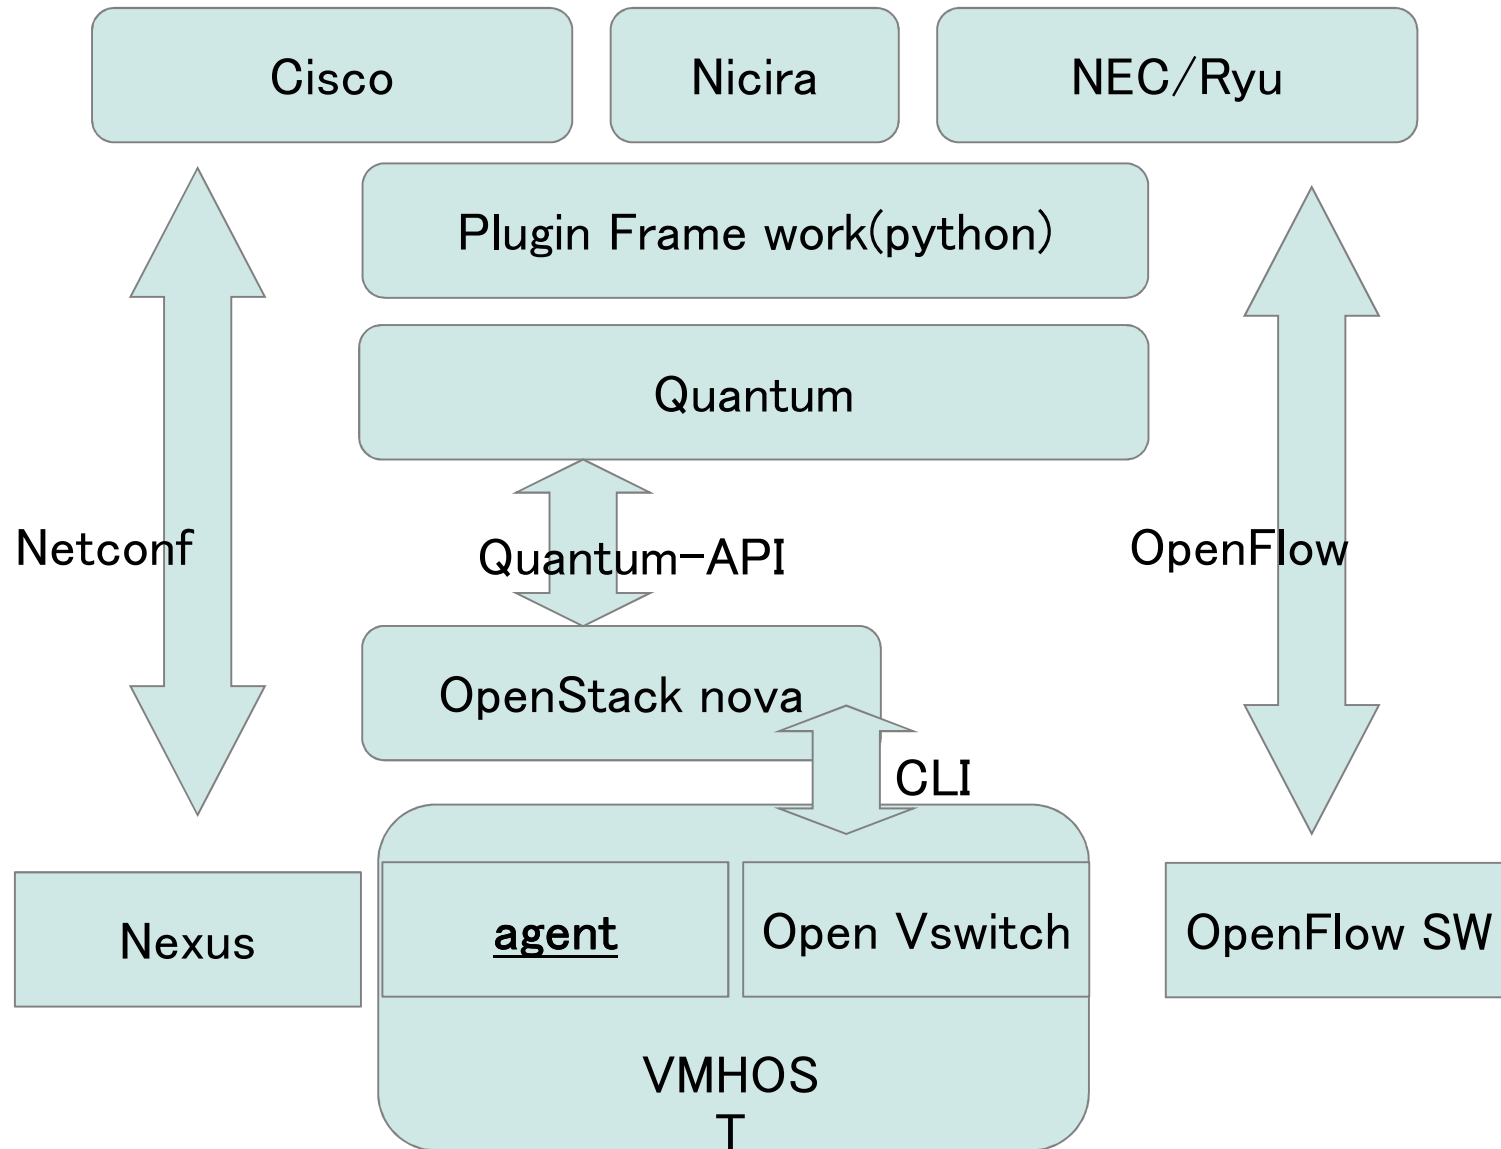 Cisco
Nicira
NEC/Ryu
Plugin Frame work(python)
Quantum
Netconf
Quantum-API
OpenFlow
OpenStack nova
CLI
Nexus
agent
Open Vswitch
OpenFlow SW
VMHOS
T